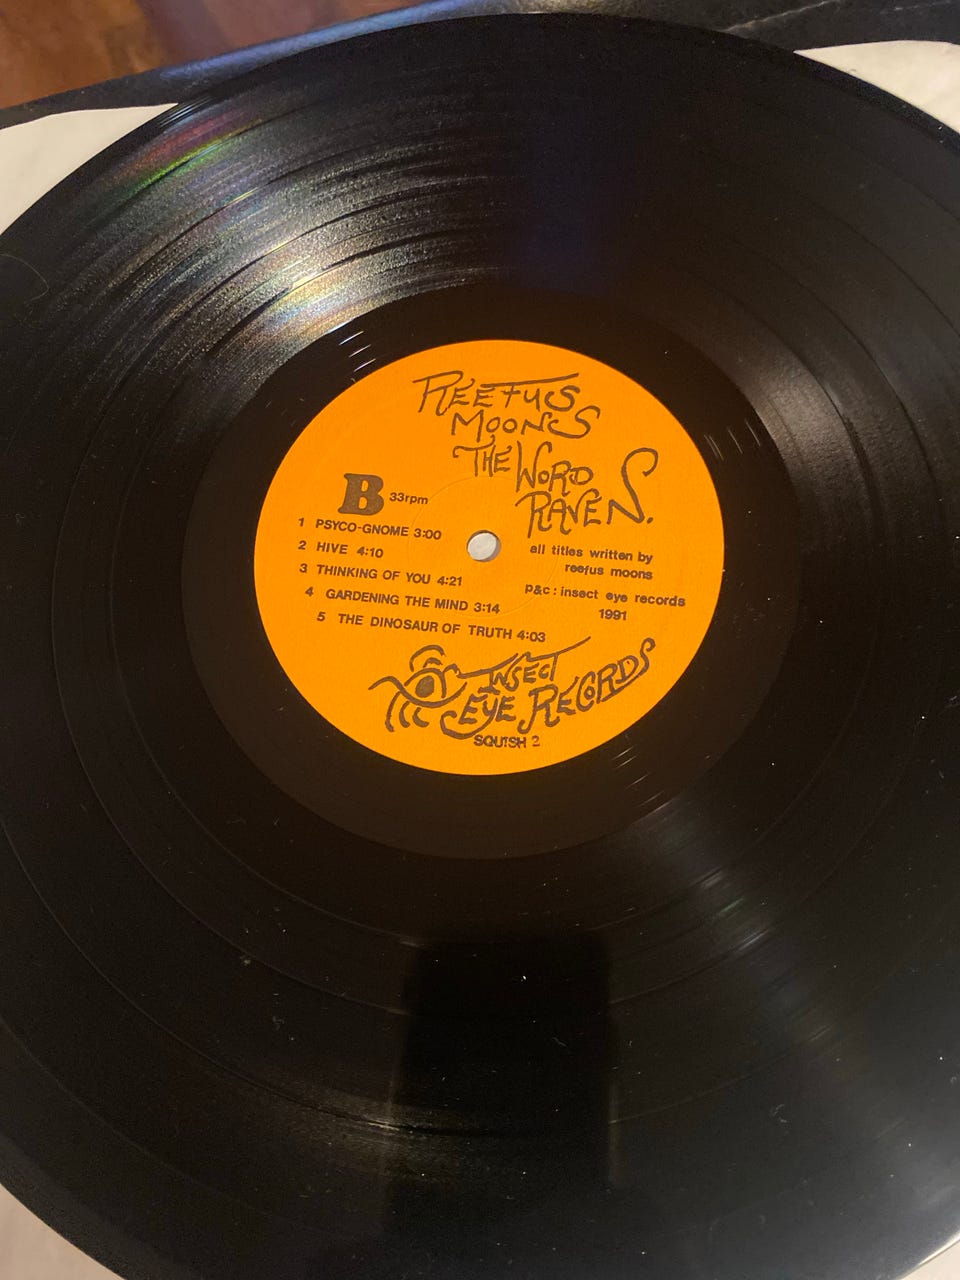 REEFUS
MOONS
THE WORD
RAVEN.
B 33rpm
1 PSYCO-GNOME 3:00
2 HIVE 4:10
3 THINKING OF YOU 4:21
4 GARDENING THE MIND 3:14
5 THE DINOSAUR OF TRUTH 4:03
all titles written by
reefus moons
p&c: insect eye records
1991
INSECT
EYE RECORDS
SQUISH 2